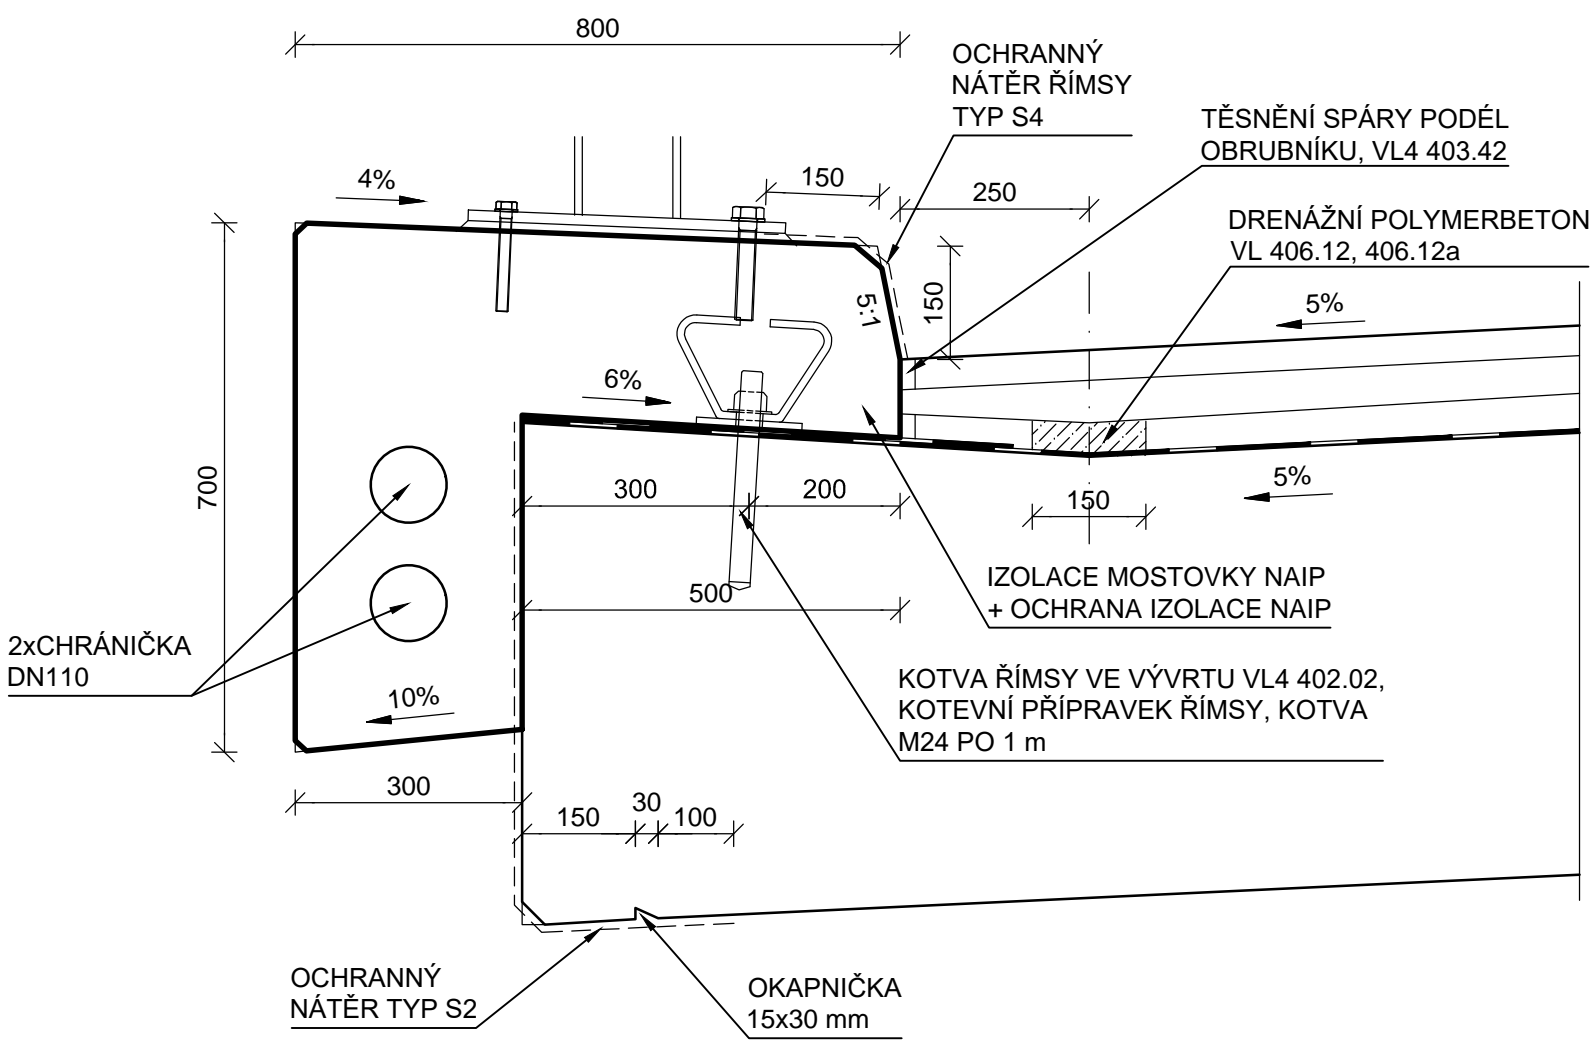 800
OCHRANNÝ
NÁTĚR ŘÍMSY
TYP S4
TĚSNĚNÍ SPÁRY PODÉL
OBRUBNÍKU, VL4 403.42
4%
150
250
DRENÁŽNÍ POLYMERBETON
VL 406.12, 406.12a
5:1
150
5%
6%
700
300
200
5%
150
500
IZOLACE MOSTOVKY NAIP
+ OCHRANA IZOLACE NAIP
2xCHRÁNIČKA
DN110
10%
KOTVA ŘÍMSY VE VÝVRTU VL4 402.02,
KOTEVNÍ PŘÍPRAVEK ŘÍMSY, KOTVA
M24 PO 1 m
300
150
30
100
OCHRANNÝ
NÁTĚR TYP S2
OKAPNIČKA
15x30 mm